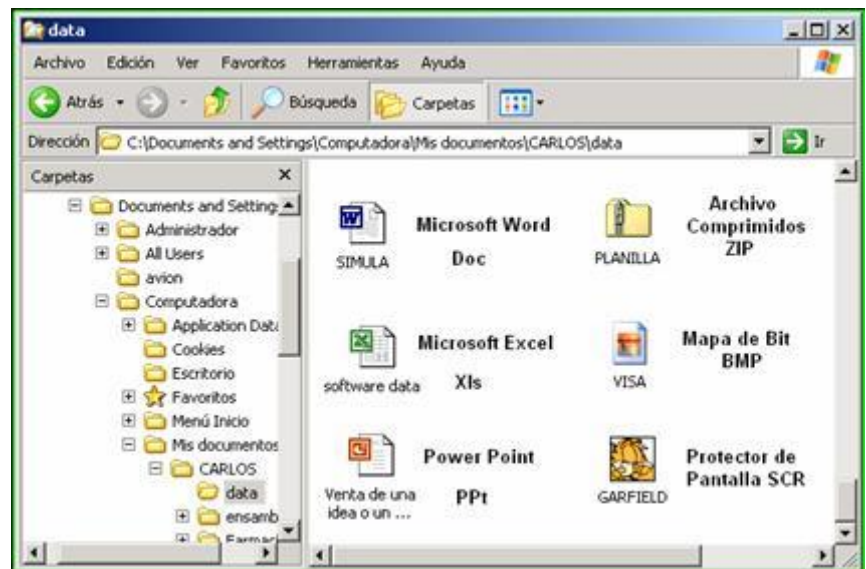 data
Archivo Edición Ver Favoritos Herramientas Ayuda
Atrás Búsqueda Carpetas
Dirección C:\Documents and Settings\Computadora\Mis documentos\CARLOS\data Ir
Carpetas
Documents and Setting
Administrador
All Users
avion
Computadora
Application Data
Cookies
Escritorio
Favoritos
Menú Inicio
Mis documentos
CARLOS
data
ensamb
Farmaci
SIMULA
Microsoft Word
Doc
PLANILLA
Archivo
Comprimidos
ZIP
software data
Microsoft Excel
Xls
VISA
Mapa de Bit
BMP
Venta de una
idea o un ...
Power Point
PPt
GARFIELD
Protector de
Pantalla SCR